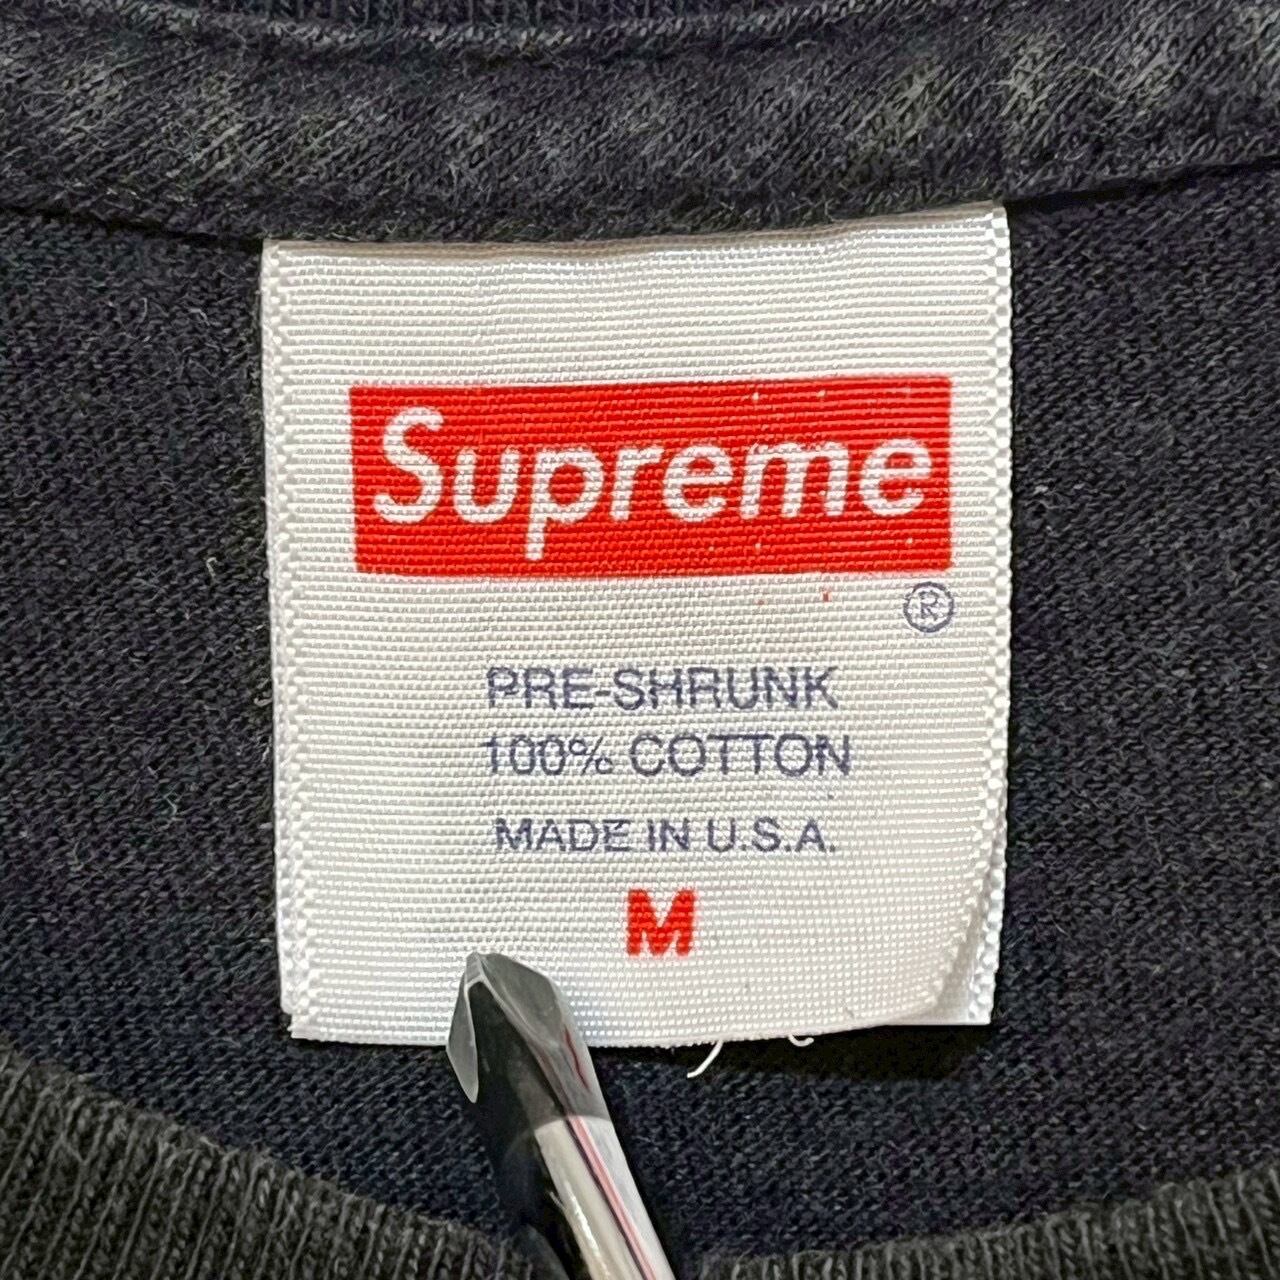 Supreme
®
PRE-SHRUNK
100% COTTON
MADE IN U.S.A.
M